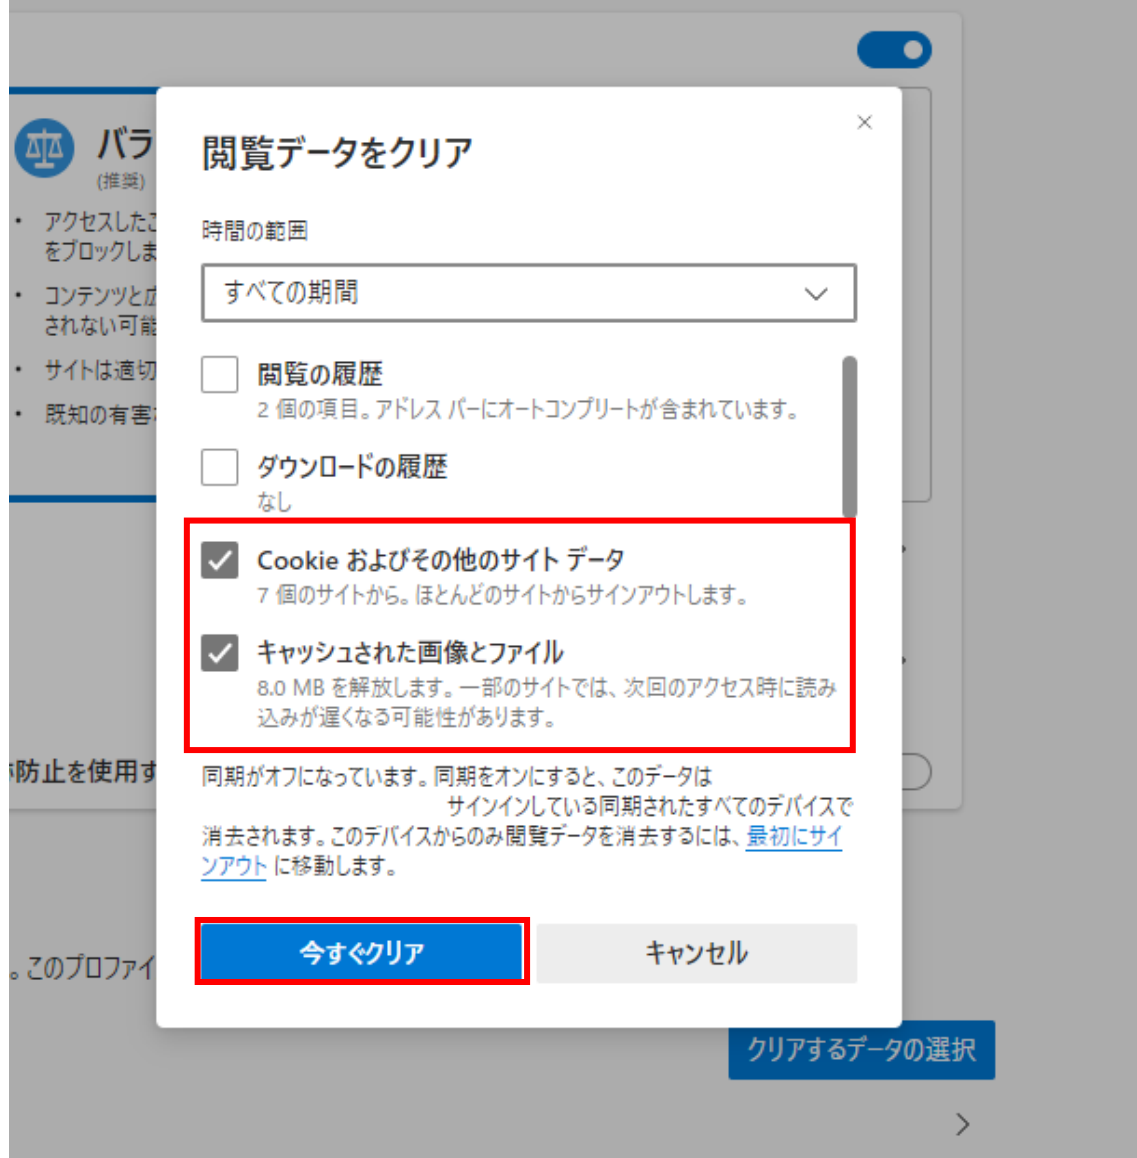 バラ
(推奨)
・ アクセスしたこ
をブロックしま
・ コンテンツと広
されない可能
・ サイトは適切
・ 既知の有害な
防止を使用す
。このプロファイ
閲覧データをクリア
時間の範囲
すべての期間
閲覧の履歴
2 個の項目。アドレス バーにオートコンプリートが含まれています。
ダウンロードの履歴
なし
Cookie およびその他のサイト データ
7 個のサイトから。ほとんどのサイトからサインアウトします。
キャッシュされた画像とファイル
8.0 MB を解放します。一部のサイトでは、次回のアクセス時に読み
込みが遅くなる可能性があります。
同期がオフになっています。同期をオンにすると、このデータは
サインインしている同期されたすべてのデバイスで
消去されます。このデバイスからのみ閲覧データを消去するには、最初にサイ
ンアウト に移動します。
今すぐクリア
キャンセル
クリアするデータの選択